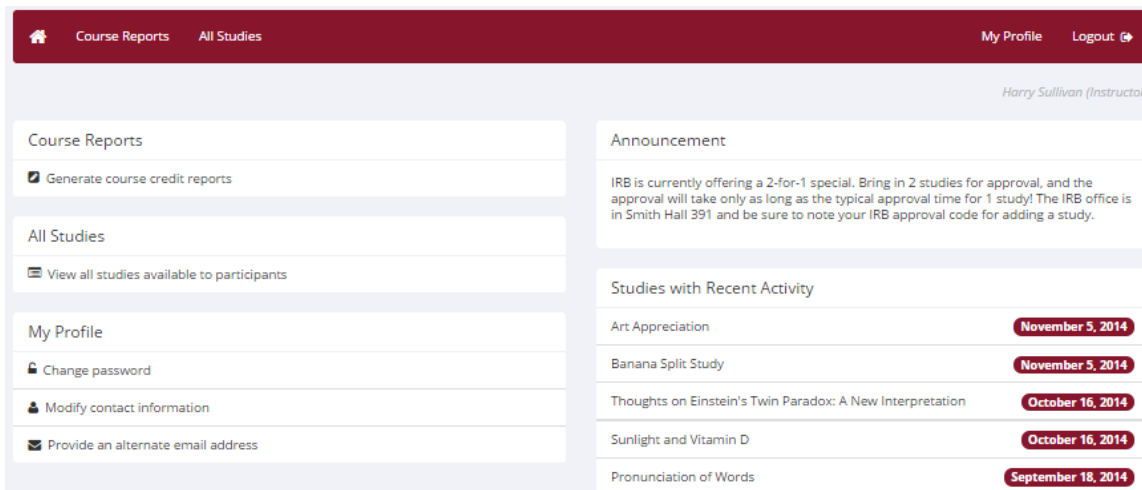 Course Reports All Studies My Profile Logout
Harry Sullivan (Instructo
Course Reports
Generate course credit reports
All Studies
View all studies available to participants
My Profile
Change password
Modify contact information
Provide an alternate email address
Announcement
IRB is currently offering a 2-for-1 special. Bring in 2 studies for approval, and the
approval will take only as long as the typical approval time for 1 study! The IRB office is
in Smith Hall 391 and be sure to note your IRB approval code for adding a study.
Studies with Recent Activity
Art Appreciation November 5, 2014
Banana Split Study November 5, 2014
Thoughts on Einstein's Twin Paradox: A New Interpretation October 16, 2014
Sunlight and Vitamin D October 16, 2014
Pronunciation of Words September 18, 2014